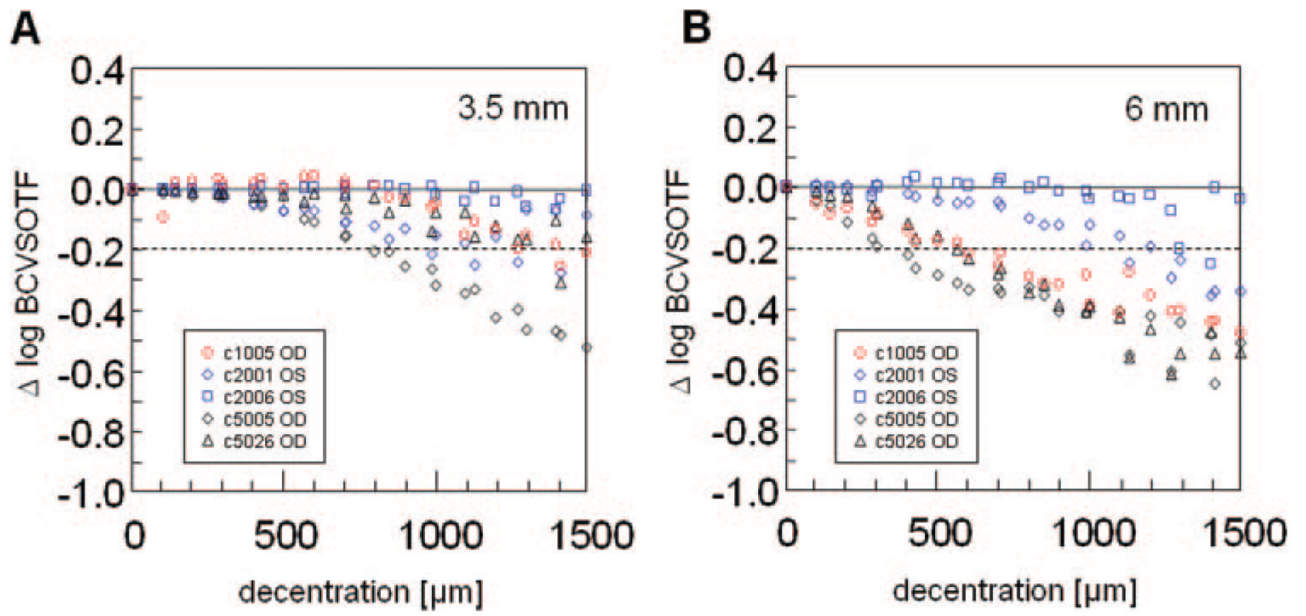 A
3.5 mm
Δ log BCVSOTF
0.4
0.2
0.0
-0.2
-0.4
-0.6
-0.8
-1.0
c1005 OD
c2001 OS
c2006 OS
c5005 OD
c5026 OD
0 500 1000 1500
decentration [µm]
B
6 mm
Δ log BCVSOTF
0.4
0.2
0.0
-0.2
-0.4
-0.6
-0.8
-1.0
c1005 OD
c2001 OS
c2006 OS
c5005 OD
c5026 OD
0 500 1000 1500
decentration [µm]